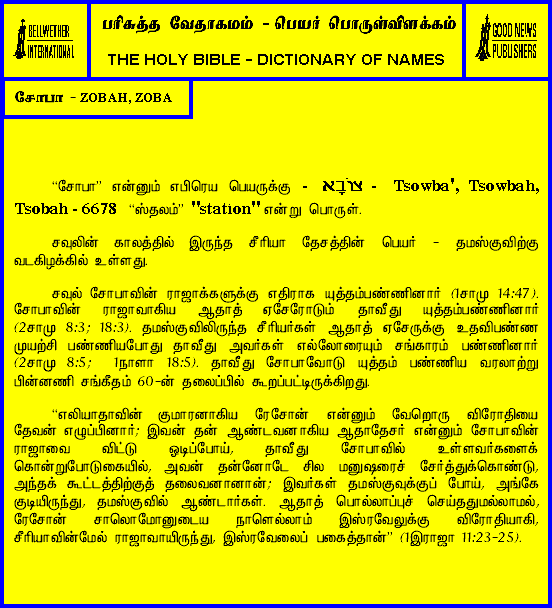 BELLWETHER
INTERNATIONAL
பரிசுத்த வேதாகமம் - பெயர் பொருள்விளக்கம்
THE HOLY BIBLE - DICTIONARY OF NAMES
GOOD NEWS
PUBLISHERS
சோபா - ZOBAH, ZOBA
“சோபா” என்னும் எபிரெய பெயருக்கு - צוֹבָא - Tsowba', Tsowbah,
Tsobah - 6678 “ஸ்தலம்” "station" என்று பொருள்.
சவுலின் காலத்தில் இருந்த சீரியா தேசத்தின் பெயர் - தமஸ்குவிற்கு
வடகிழக்கில் உள்ளது.
சவுல் சோபாவின் ராஜாக்களுக்கு எதிராக யுத்தம்பண்ணினார் (1சாமு 14:47).
சோபாவின் ராஜாவாகிய ஆதாத் ஏசேரோடும் தாவீது யுத்தம்பண்ணினார்
(2சாமு 8:3; 18:3). தமஸ்குவிலிருந்த சீரியர்கள் ஆதாத் ஏசேருக்கு உதவிபண்ண
முயற்சி பண்ணியபோது தாவீது அவர்கள் எல்லோரையும் சங்காரம் பண்ணினார்
(2சாமு 8:5; 1நாளா 18:5). தாவீது சோபாவோடு யுத்தம் பண்ணிய வரலாற்று
பின்னணி சங்கீதம் 60-ன் தலைப்பில் கூறப்பட்டிருக்கிறது.
“எலியாதாவின் குமாரனாகிய ரேசோன் என்னும் வேறொரு விரோதியை
தேவன் எழுப்பினார்; இவன் தன் ஆண்டவனாகிய ஆதாதேசர் என்னும் சோபாவின்
ராஜாவை விட்டு ஓடிப்போய், தாவீது சோபாவில் உள்ளவர்களைக்
கொன்றுபோடுகையில், அவன் தன்னோடே சில மனுஷரைச் சேர்த்துக்கொண்டு,
அந்தக் கூட்டத்திற்குத் தலைவனானான்; இவர்கள் தமஸ்குவுக்குப் போய், அங்கே
குடியிருந்து, தமஸ்குவில் ஆண்டார்கள். ஆதாத் பொல்லாப்புச் செய்ததுமல்லாமல்,
ரேசோன் சாலொமோனுடைய நாளெல்லாம் இஸ்ரவேலுக்கு விரோதியாகி,
சீரியாவின்மேல் ராஜாவாயிருந்து, இஸ்ரவேலைப் பகைத்தான்” (1இராஜா 11:23-25).